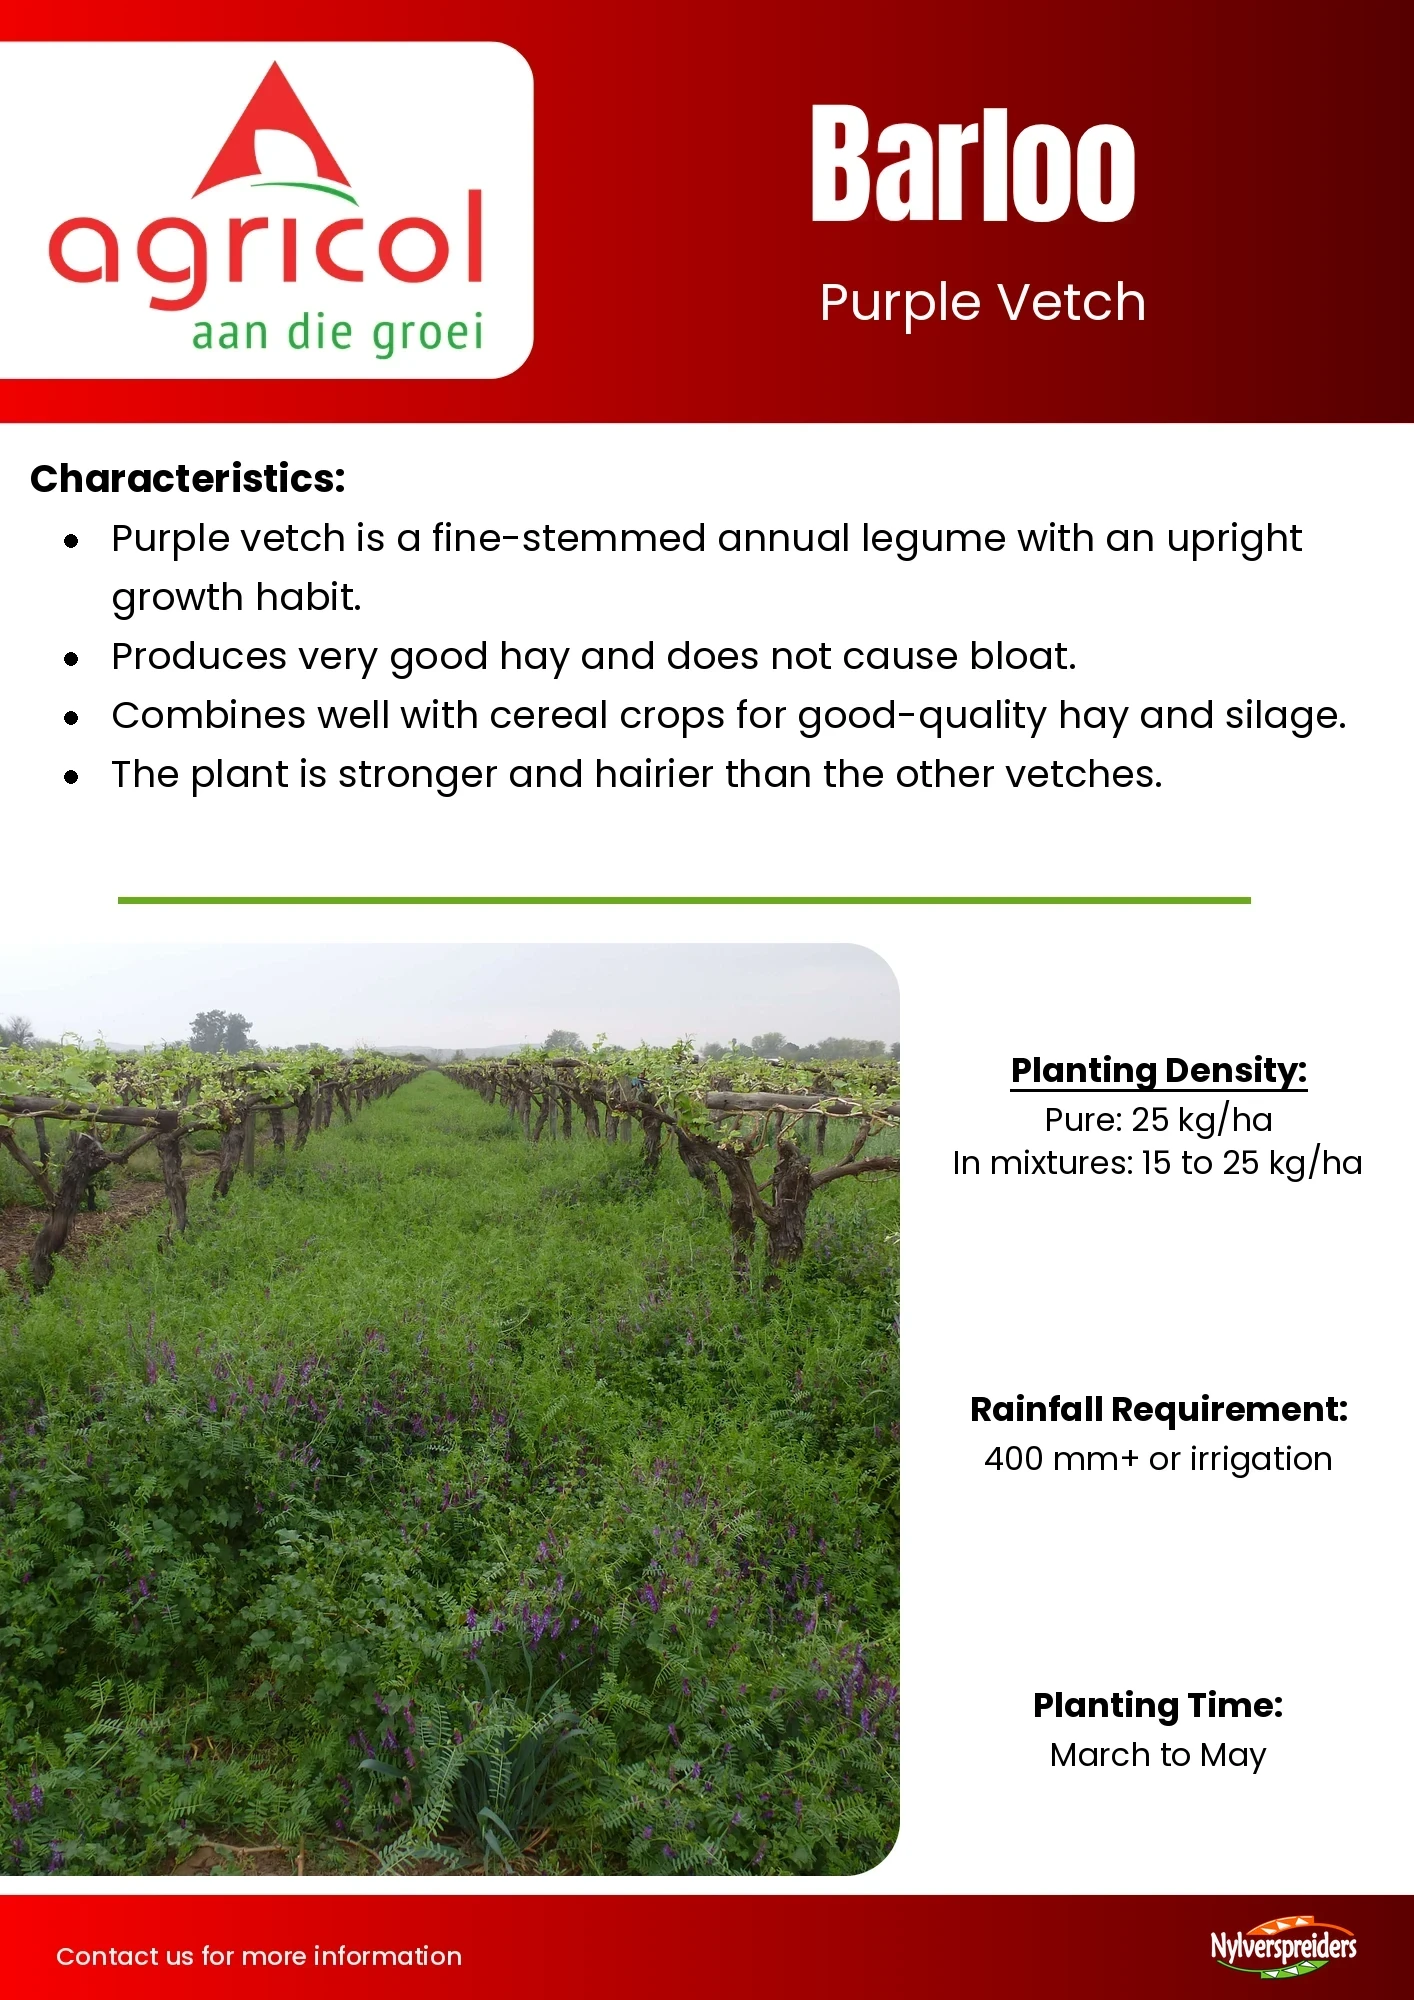 agricol
aan die groei
Barloo
Purple Vetch
Characteristics:
• Purple vetch is a fine-stemmed annual legume with an upright
growth habit.
• Produces very good hay and does not cause bloat.
• Combines well with cereal crops for good-quality hay and silage.
• The plant is stronger and hairier than the other vetches.
Planting Density:
Pure: 25 kg/ha
In mixtures: 15 to 25 kg/ha
Rainfall Requirement:
400 mm+ or irrigation
Planting Time:
March to May
Contact us for more information
Nylverspreiders